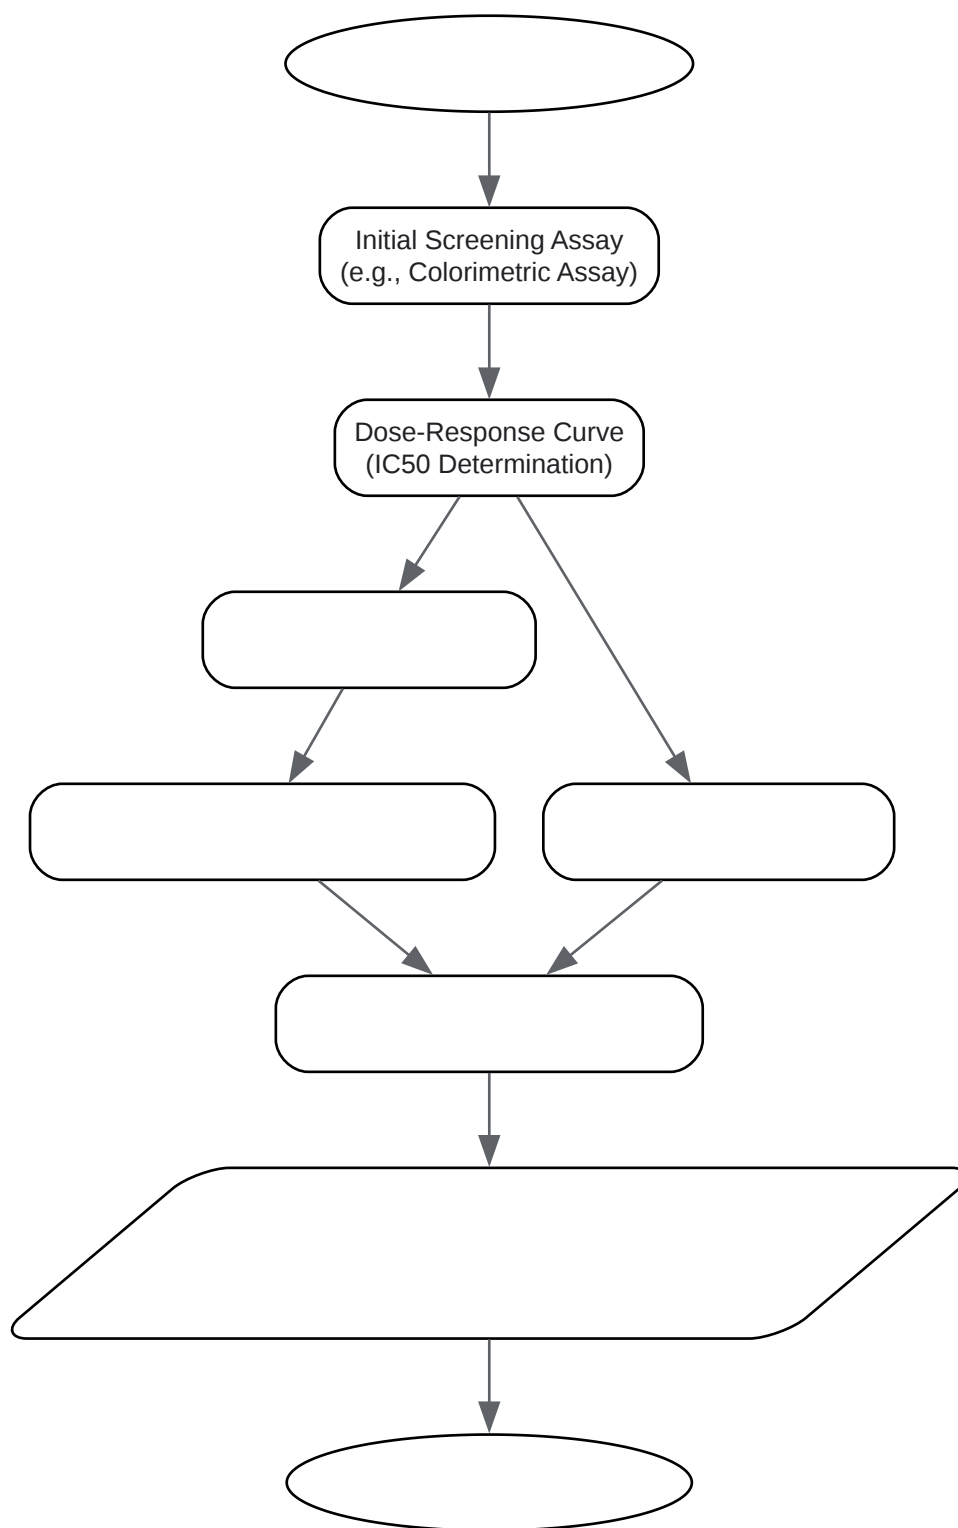 Initial Screening Assay
(e.g., Colorimetric Assay)
Dose-Response Curve
(IC50 Determination)